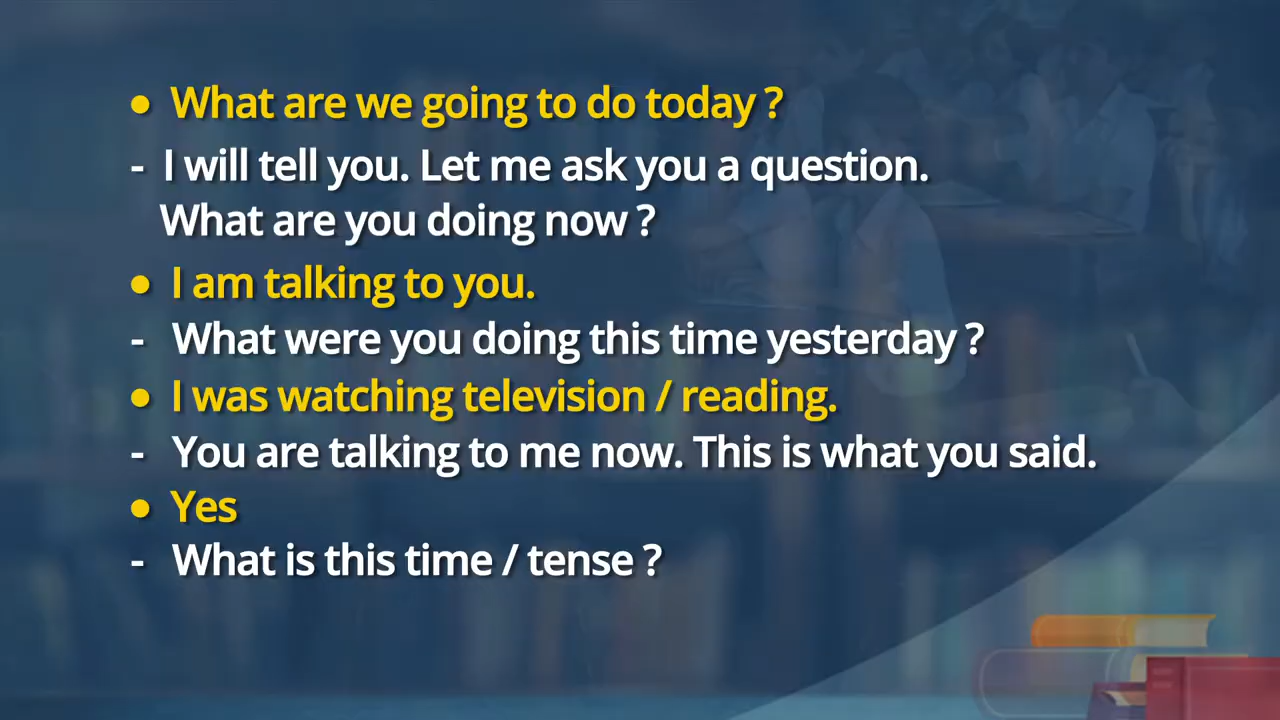 ● What are we going to do today ?
- I will tell you. Let me ask you a question.
What are you doing now ?
● I am talking to you.
- What were you doing this time yesterday ?
● I was watching television / reading.
- You are talking to me now. This is what you said.
● Yes
- What is this time / tense ?